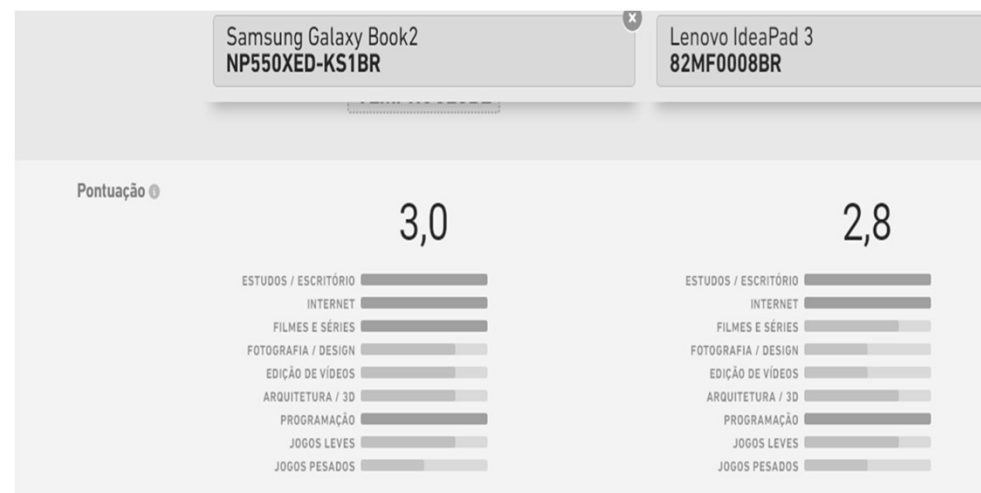 Samsung Galaxy Book2
NP550XED-KS1BR
Lenovo IdeaPad 3
82MF0008BR
Pontuação
3,0
ESTUDOS / ESCRITÓRIO
INTERNET
FILMES E SÉRIES
FOTOGRAFIA / DESIGN
EDIÇÃO DE VÍDEOS
ARQUITETURA / 3D
PROGRAMAÇÃO
JOGOS LEVES
JOGOS PESADOS
2,8
ESTUDOS / ESCRITÓRIO
INTERNET
FILMES E SÉRIES
FOTOGRAFIA / DESIGN
EDIÇÃO DE VÍDEOS
ARQUITETURA / 3D
PROGRAMAÇÃO
JOGOS LEVES
JOGOS PESADOS